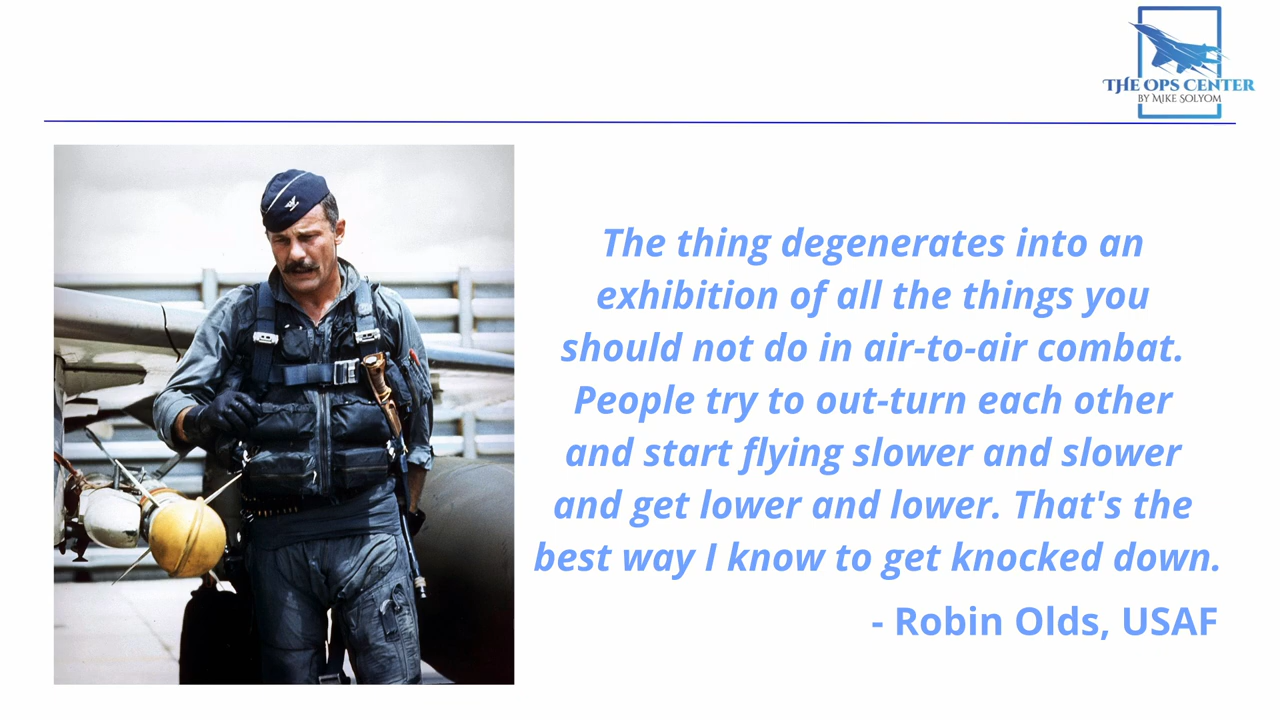 THE OPS CENTER
BY MIKE SOLYOM
The thing degenerates into an
exhibition of all the things you
should not do in air-to-air combat.
People try to out-turn each other
and start flying slower and slower
and get lower and lower. That's the
best way I know to get knocked down.
- Robin Olds, USAF